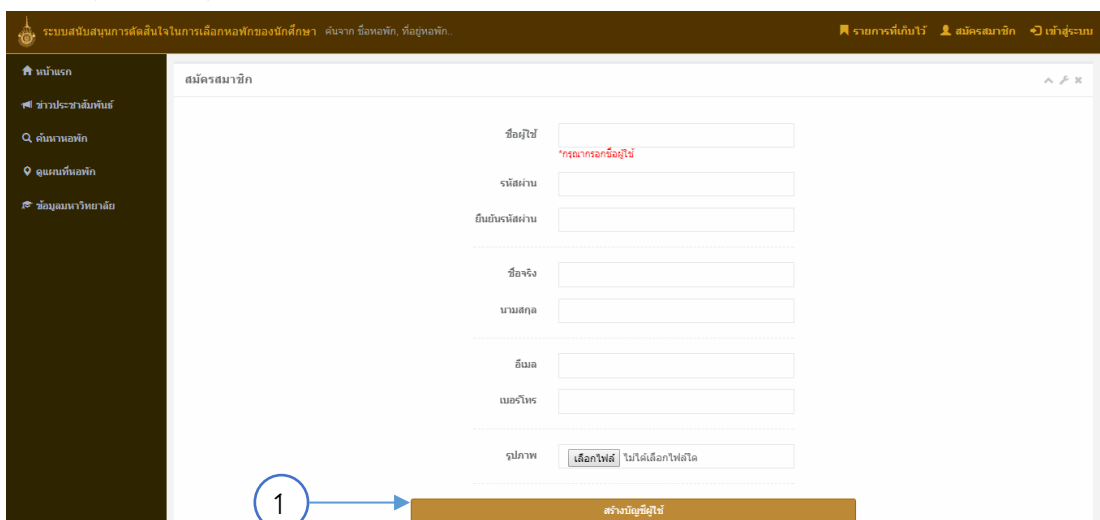 ระบบสนับสนุนการตัดสินใจในการเลือกหอพักของนักศึกษา ค้นจาก ชื่อหอพัก, ที่อยู่หอพัก.. รายการที่เก็บไว้ สมัครสมาชิก เข้าสู่ระบบ
หน้าแรก
ข่าวประชาสัมพันธ์
ค้นหาหอพัก
ดูแผนที่หอพัก
ข้อมูลมหาวิทยาลัย
สมัครสมาชิก
ชื่อผู้ใช้
*กรุณากรอกชื่อผู้ใช้
รหัสผ่าน
ยืนยันรหัสผ่าน
ชื่อจริง
นามสกุล
อีเมล
เบอร์โทร
รูปภาพ เลือกไฟล์ ไม่ได้เลือกไฟล์ใด
1 สร้างบัญชีผู้ใช้